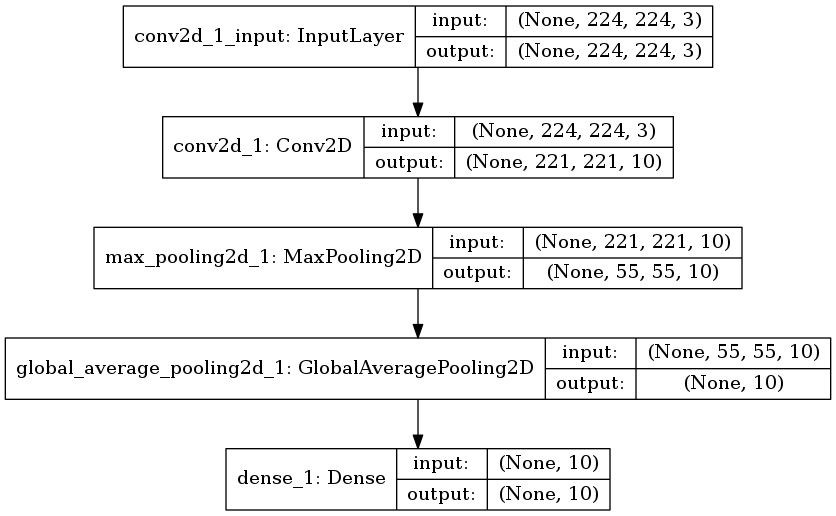 conv2d_1_input: InputLayer
input: (None, 224, 224, 3)
output: (None, 224, 224, 3)
conv2d_1: Conv2D
input: (None, 224, 224, 3)
output: (None, 221, 221, 10)
max_pooling2d_1: MaxPooling2D
input: (None, 221, 221, 10)
output: (None, 55, 55, 10)
global_average_pooling2d_1: GlobalAveragePooling2D
input: (None, 55, 55, 10)
output: (None, 10)
dense_1: Dense
input: (None, 10)
output: (None, 10)